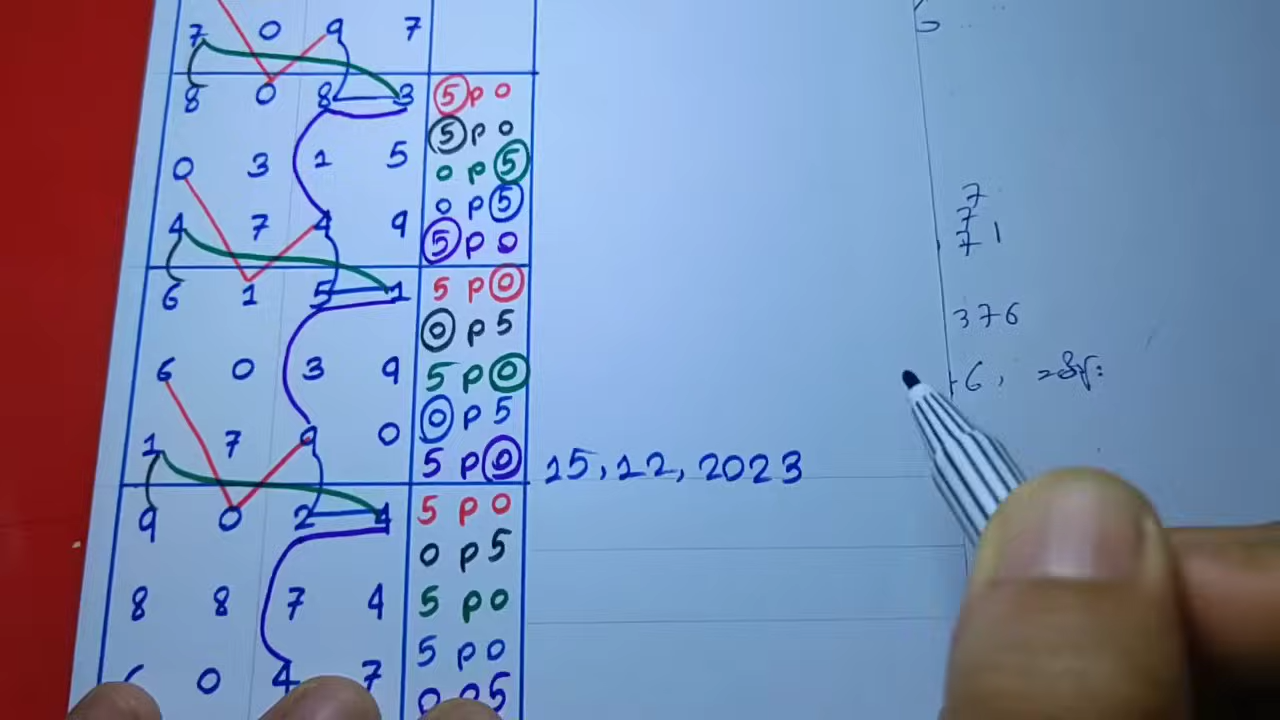 7 0 9 7
8 0 8 3 5 p 0
5 p 0
0 3 1 5 0 p 5
0 p 5
4 7 4 9 5 p 0
6 1 5 1 5 p 0
0 p 5
6 0 3 9 5 p 0
0 p 5
1 7 9 0 5 p 0 15,12,2023
9 0 2 4 5 p 0
0 p 5
8 8 7 4 5 p 0
5 p 0
0 4 7 0 p 5
6
7
7
7 1
376
6,